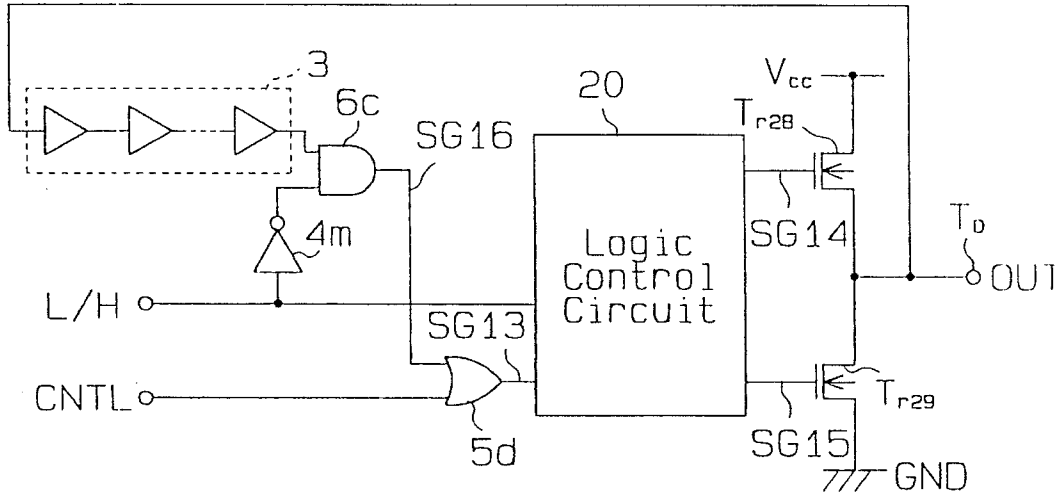 3
6c
SG16
20
Vcc
Tr28
SG14
TD
OUT
4m
L/H
Logic
Control
Circuit
SG13
CNTL
5d
SG15
Tr29
GND